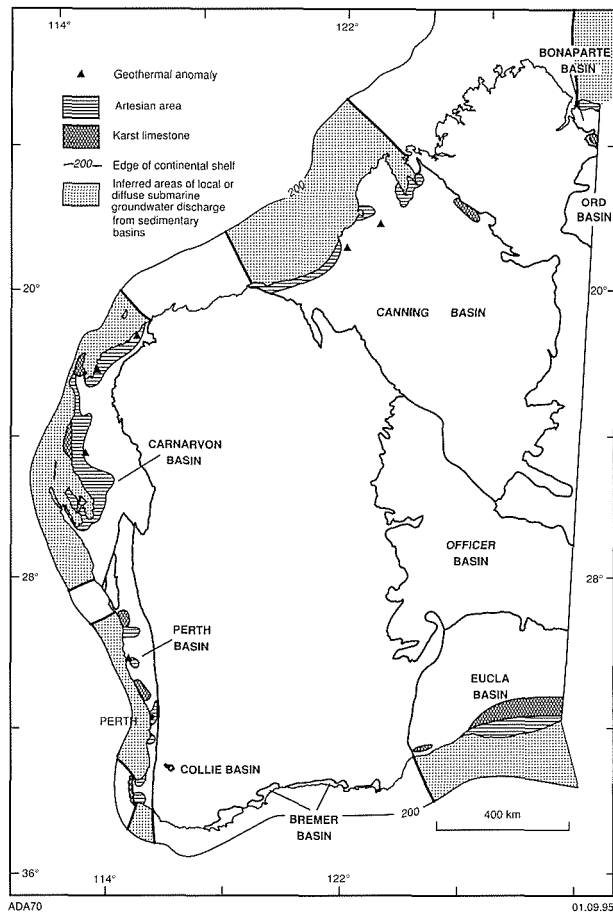 114°
122°
BONAPARTE
BASIN
Geothermal anomaly
Artesian area
Karst limestone
200
Edge of continental shelf
Inferred areas of local or
diffuse submarine
groundwater discharge
from sedimentary
basins
200
ORD
BASIN
20°
20°
CANNING BASIN
CARNARVON
BASIN
OFFICER
BASIN
28°
28°
PERTH
BASIN
EUCLA
BASIN
PERTH
COLLIE BASIN
200
400 km
BREMER
BASIN
36°
114°
122°
ADA70
01.09.95